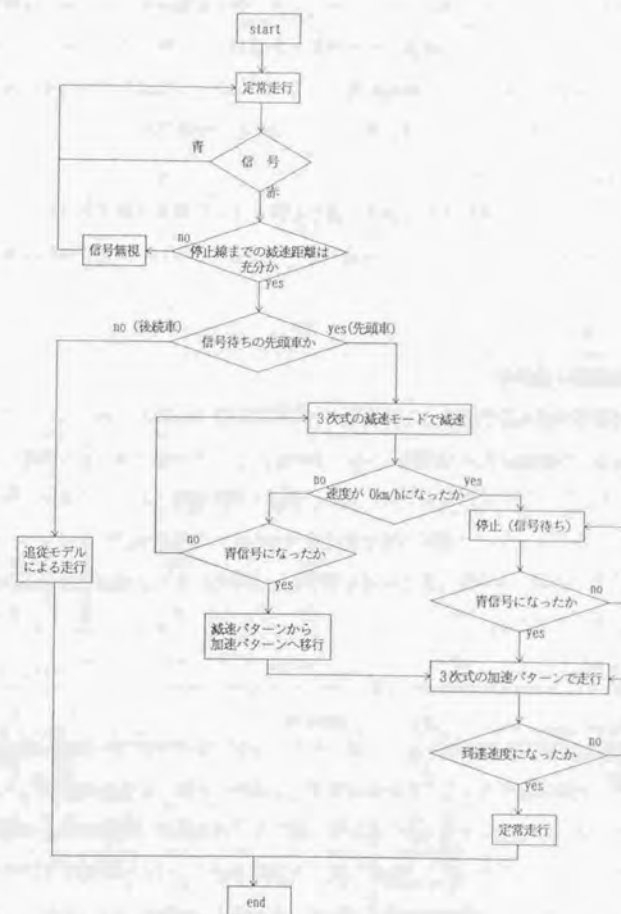 start
定常走行
青
信 号
赤
no
信号無視
停止線までの減速距離は
充分か
yes
no (後続車)
yes(先頭車)
信号待ちの先頭車か
3次式の減速モードで減速
no
速度が 0km/hになったか
yes
停止(信号待ち)
no
青信号になったか
追従モデル
による走行
yes
青信号になったか
no
減速パターンから
加速パターンへ移行
yes
3次式の加速パターンで走行
到達速度になったか
no
yes
定常走行
end